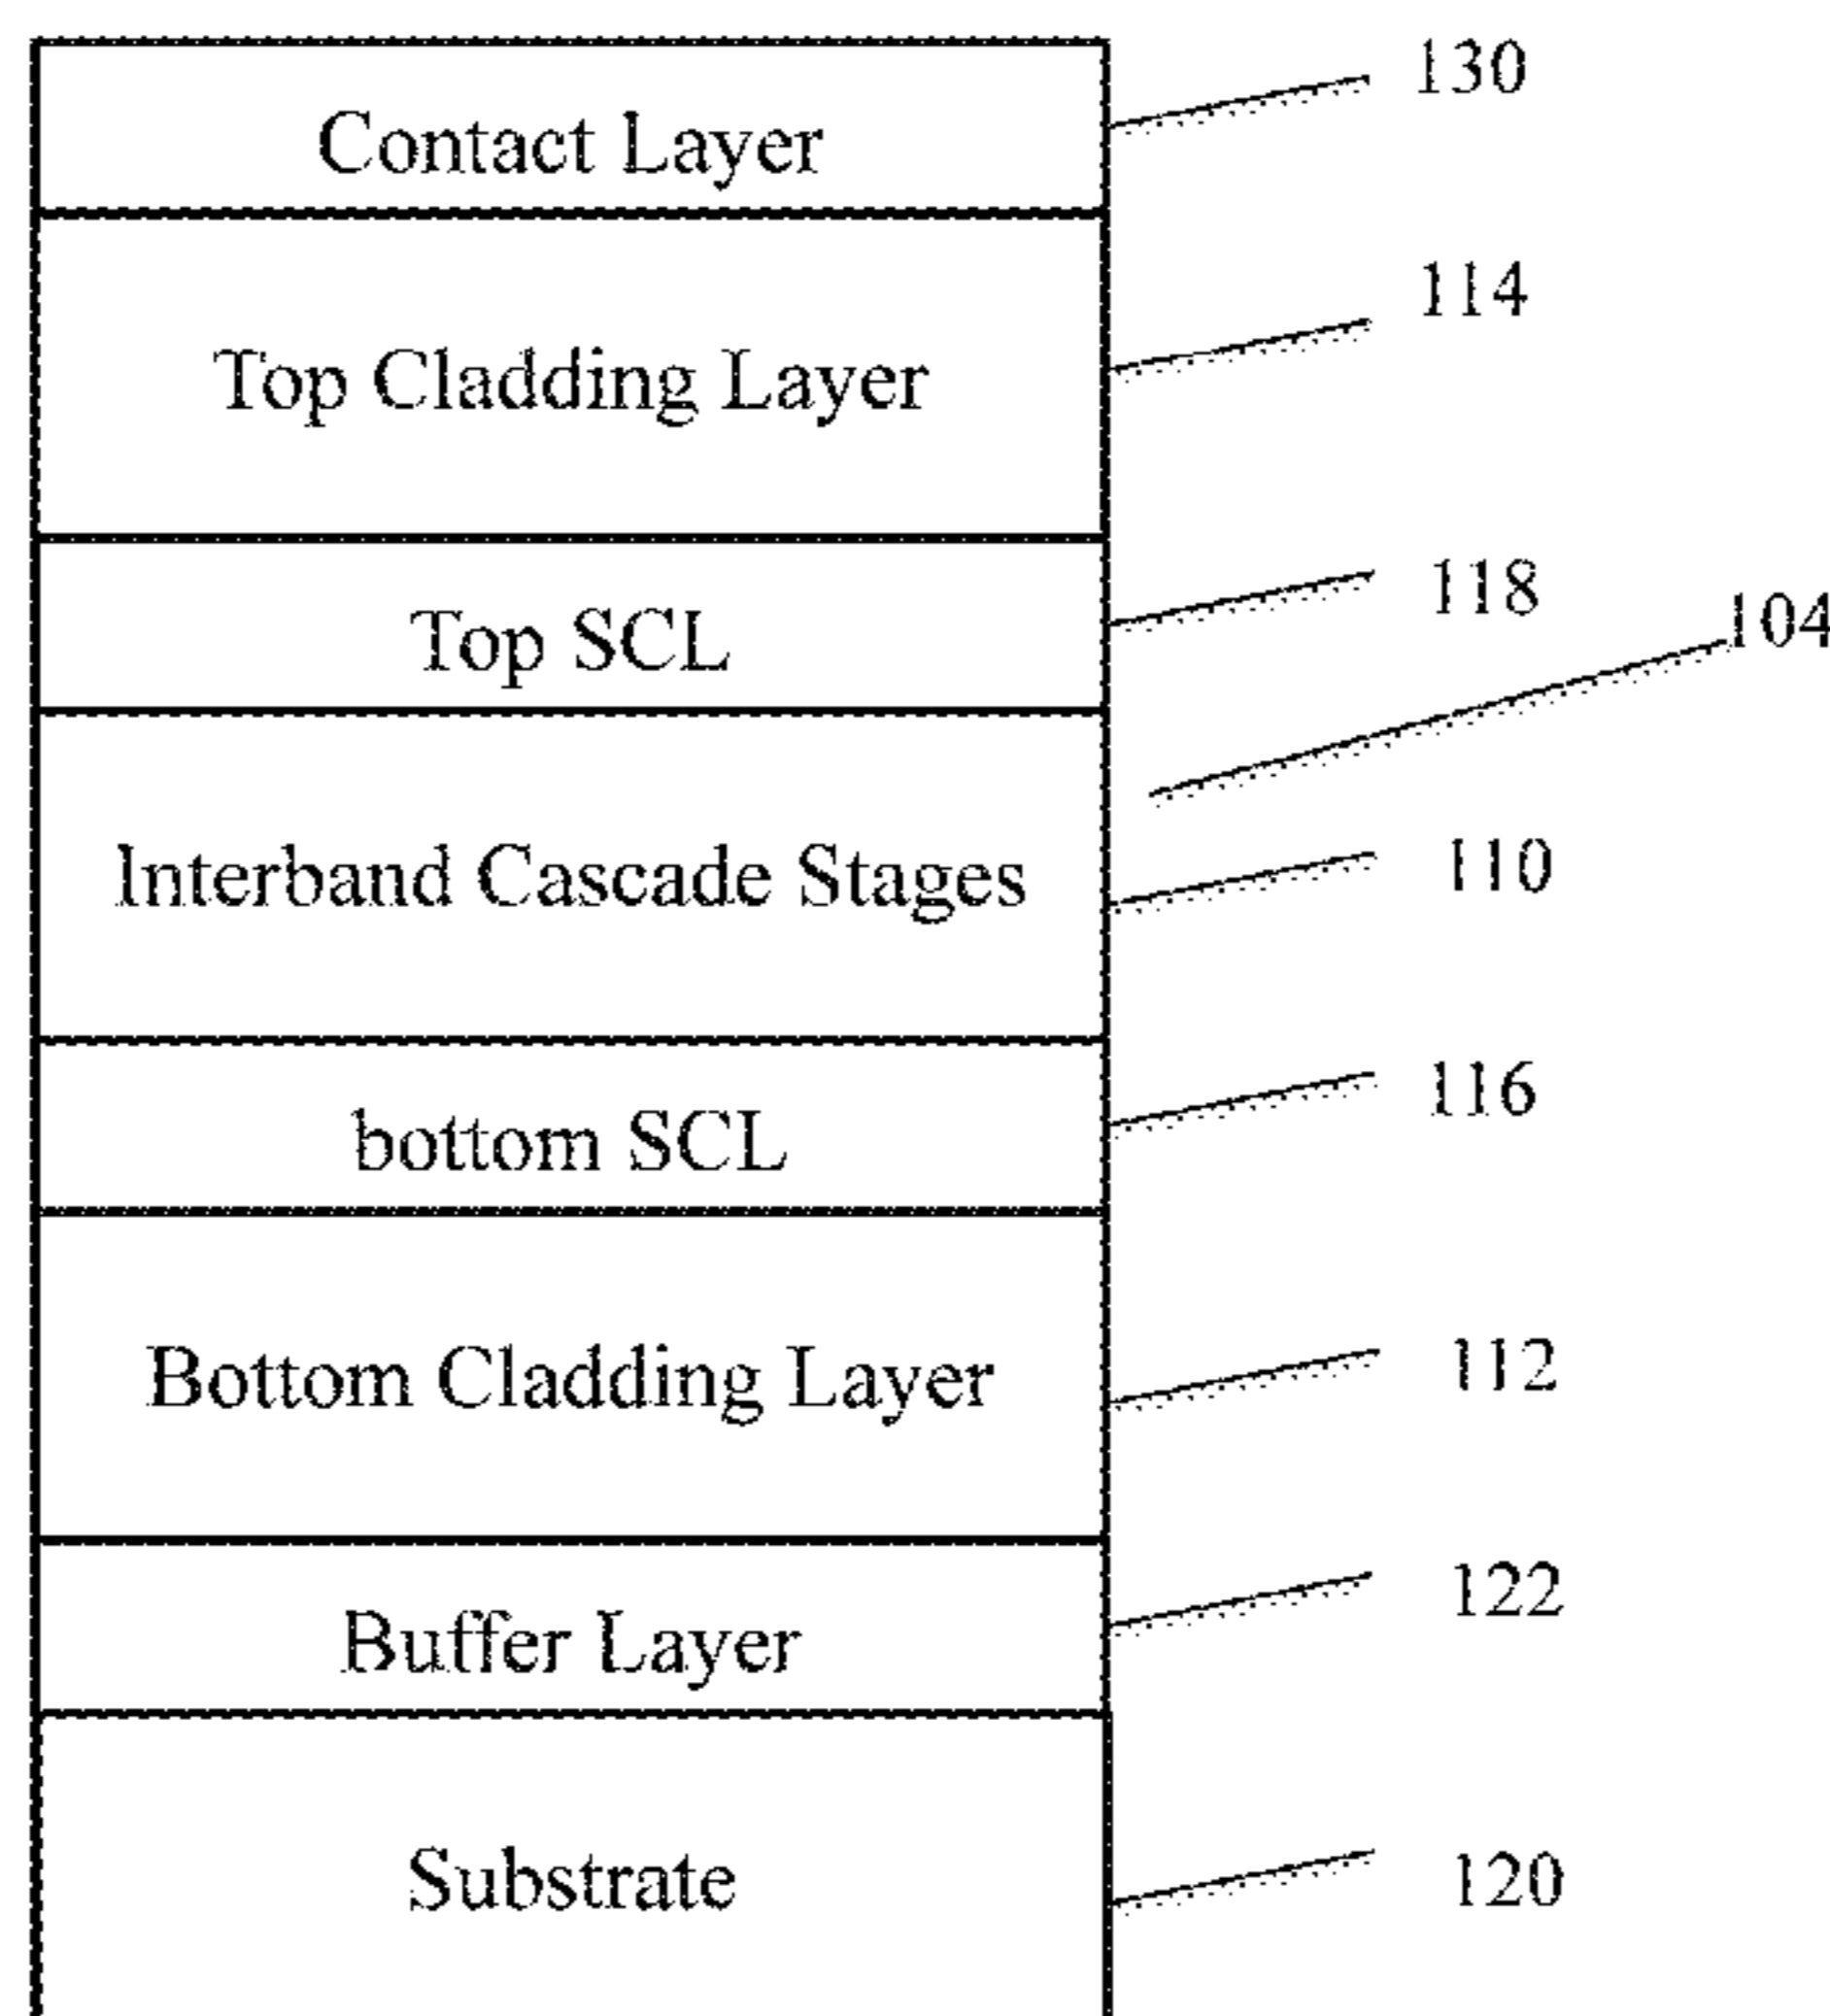 130
Contact Layer
114
Top Cladding Layer
118
104
Top SCL
110
Interband Cascade Stages
116
bottom SCL
112
Bottom Cladding Layer
122
Buffer Layer
120
Substrate